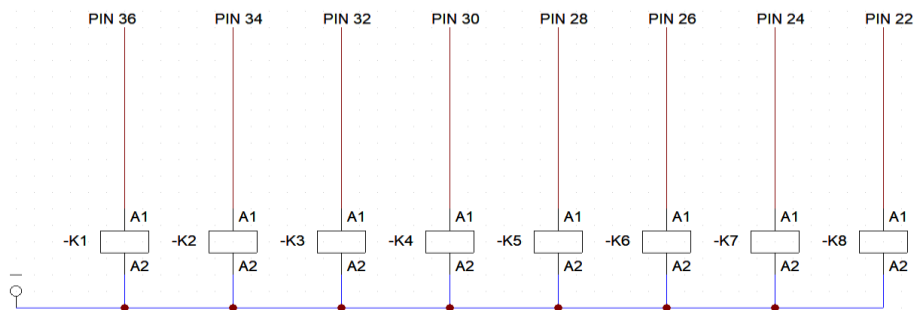 PIN 36 PIN 34 PIN 32 PIN 30 PIN 28 PIN 26 PIN 24 PIN 22
A1 A1 A1 A1 A1 A1 A1 A1
-K1 -K2 -K3 -K4 -K5 -K6 -K7 -K8
A2 A2 A2 A2 A2 A2 A2 A2